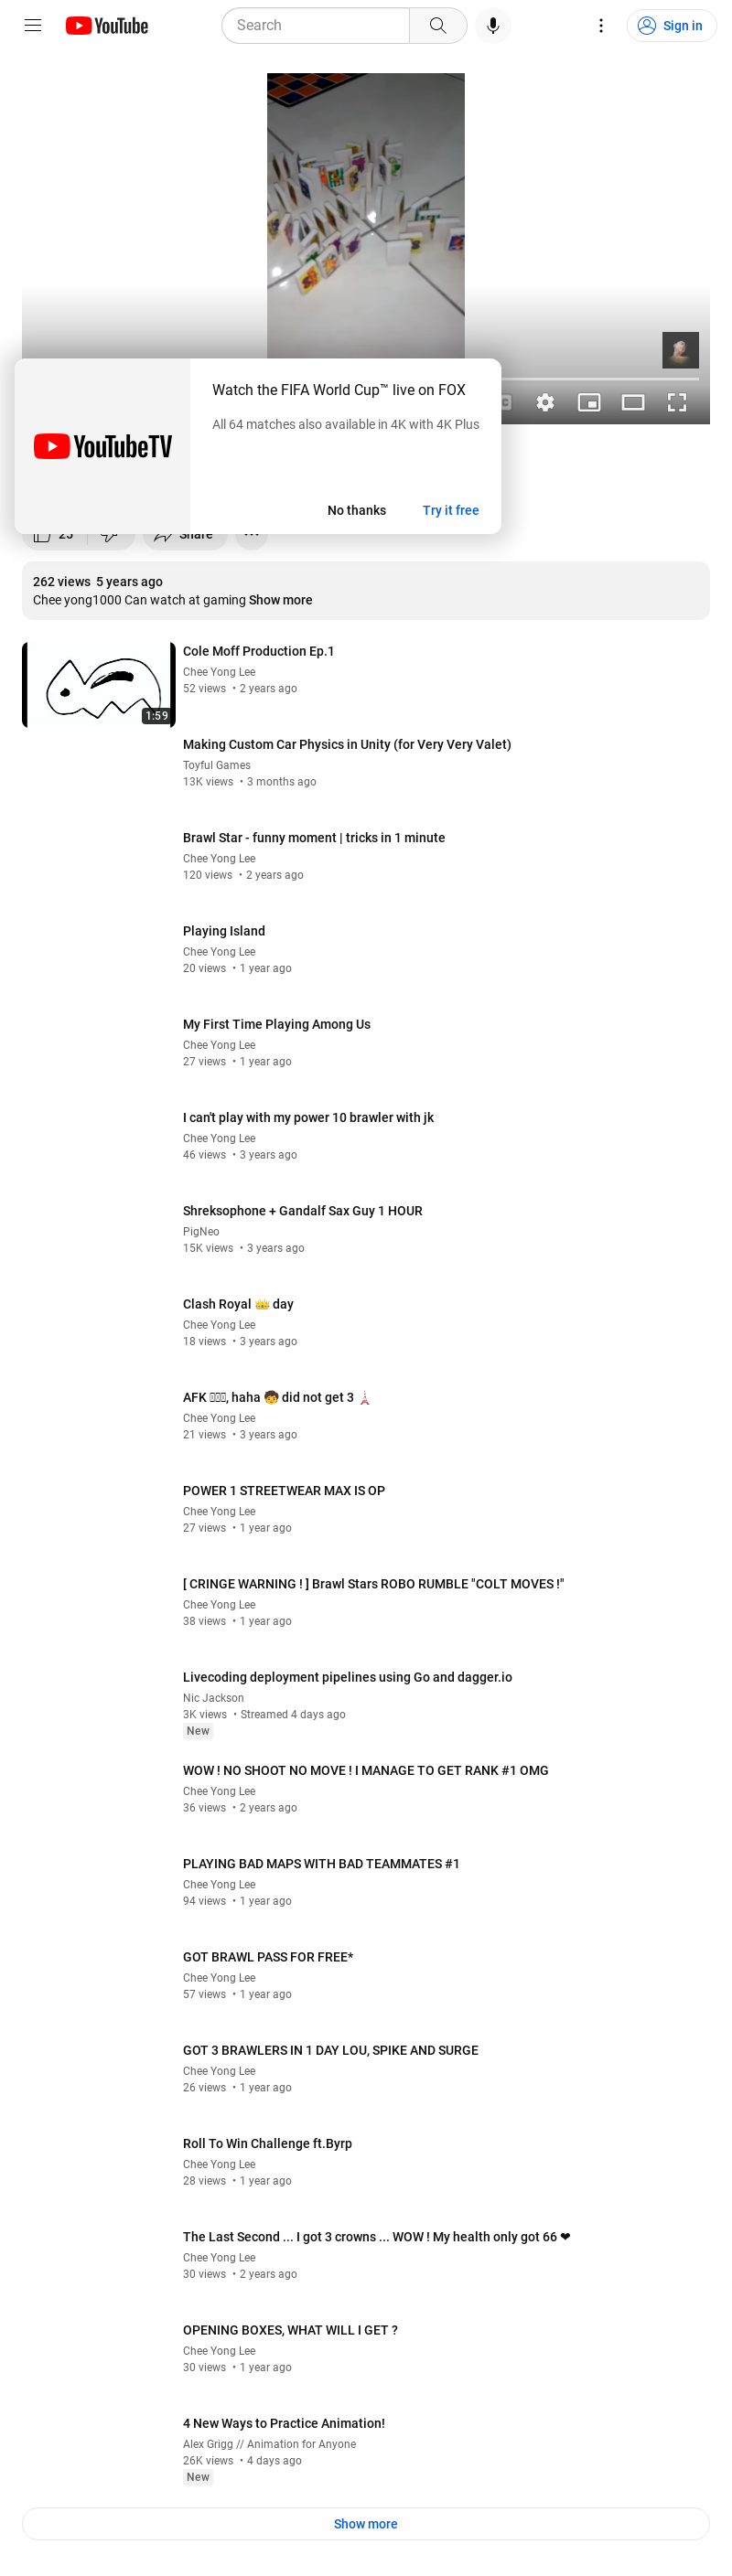 YouTube
Search
Sign in
Watch the FIFA World Cup™ live on FOX
All 64 matches also available in 4K with 4K Plus
YouTubeTV
No thanks
Try it free
25
Share
262 views 5 years ago
Chee yong1000 Can watch at gaming Show more
Cole Moff Production Ep.1
Chee Yong Lee
52 views • 2 years ago
1:59
Making Custom Car Physics in Unity (for Very Very Valet)
Toyful Games
13K views • 3 months ago
Brawl Star - funny moment | tricks in 1 minute
Chee Yong Lee
120 views • 2 years ago
Playing Island
Chee Yong Lee
20 views • 1 year ago
My First Time Playing Among Us
Chee Yong Lee
27 views • 1 year ago
I can't play with my power 10 brawler with jk
Chee Yong Lee
46 views • 3 years ago
Shreksophone + Gandalf Sax Guy 1 HOUR
PigNeo
15K views • 3 years ago
Clash Royal 👑 day
Chee Yong Lee
18 views • 3 years ago
AFK , haha 🧒 did not get 3 🗼
Chee Yong Lee
21 views • 3 years ago
POWER 1 STREETWEAR MAX IS OP
Chee Yong Lee
27 views • 1 year ago
[ CRINGE WARNING ! ] Brawl Stars ROBO RUMBLE "COLT MOVES !"
Chee Yong Lee
38 views • 1 year ago
Livecoding deployment pipelines using Go and dagger.io
Nic Jackson
3K views • Streamed 4 days ago
New
WOW ! NO SHOOT NO MOVE ! I MANAGE TO GET RANK #1 OMG
Chee Yong Lee
36 views • 2 years ago
PLAYING BAD MAPS WITH BAD TEAMMATES #1
Chee Yong Lee
94 views • 1 year ago
GOT BRAWL PASS FOR FREE*
Chee Yong Lee
57 views • 1 year ago
GOT 3 BRAWLERS IN 1 DAY LOU, SPIKE AND SURGE
Chee Yong Lee
26 views • 1 year ago
Roll To Win Challenge ft.Byrp
Chee Yong Lee
28 views • 1 year ago
The Last Second ... I got 3 crowns ... WOW ! My health only got 66 ❤
Chee Yong Lee
30 views • 2 years ago
OPENING BOXES, WHAT WILL I GET ?
Chee Yong Lee
30 views • 1 year ago
4 New Ways to Practice Animation!
Alex Grigg // Animation for Anyone
26K views • 4 days ago
New
Show more